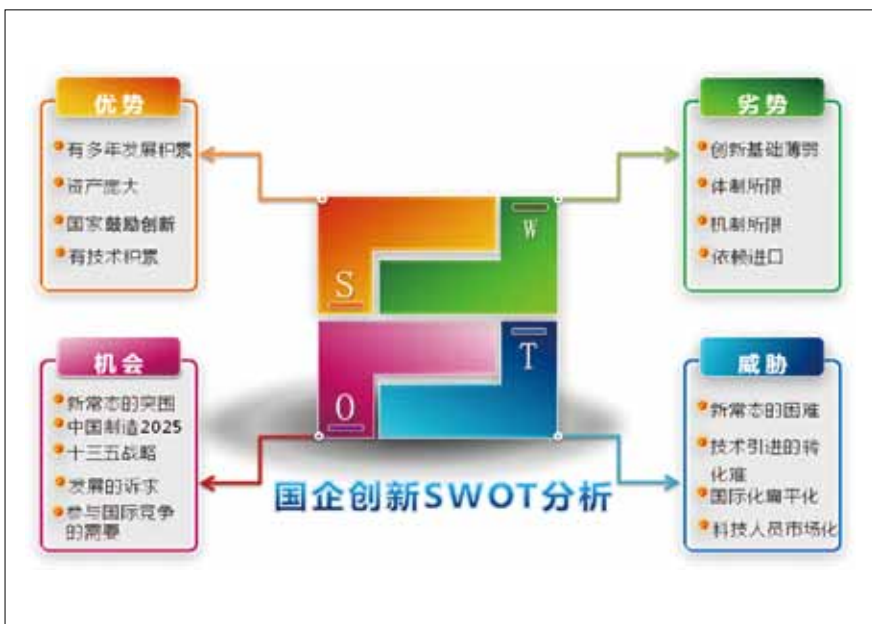 优势
有多年发展积累
资产庞大
国家鼓励创新
有技术积累
劣势
创新基础薄弱
体制所限
机制所限
依赖进口
S
W
O
T
机会
新常态的突围
中国制造2025
十三五战略
发展的诉求
参与国际竞争
的需要
威胁
新常态的困难
技术引进的转
化难
国际化扁平化
科技人员市场化
国企创新SWOT分析